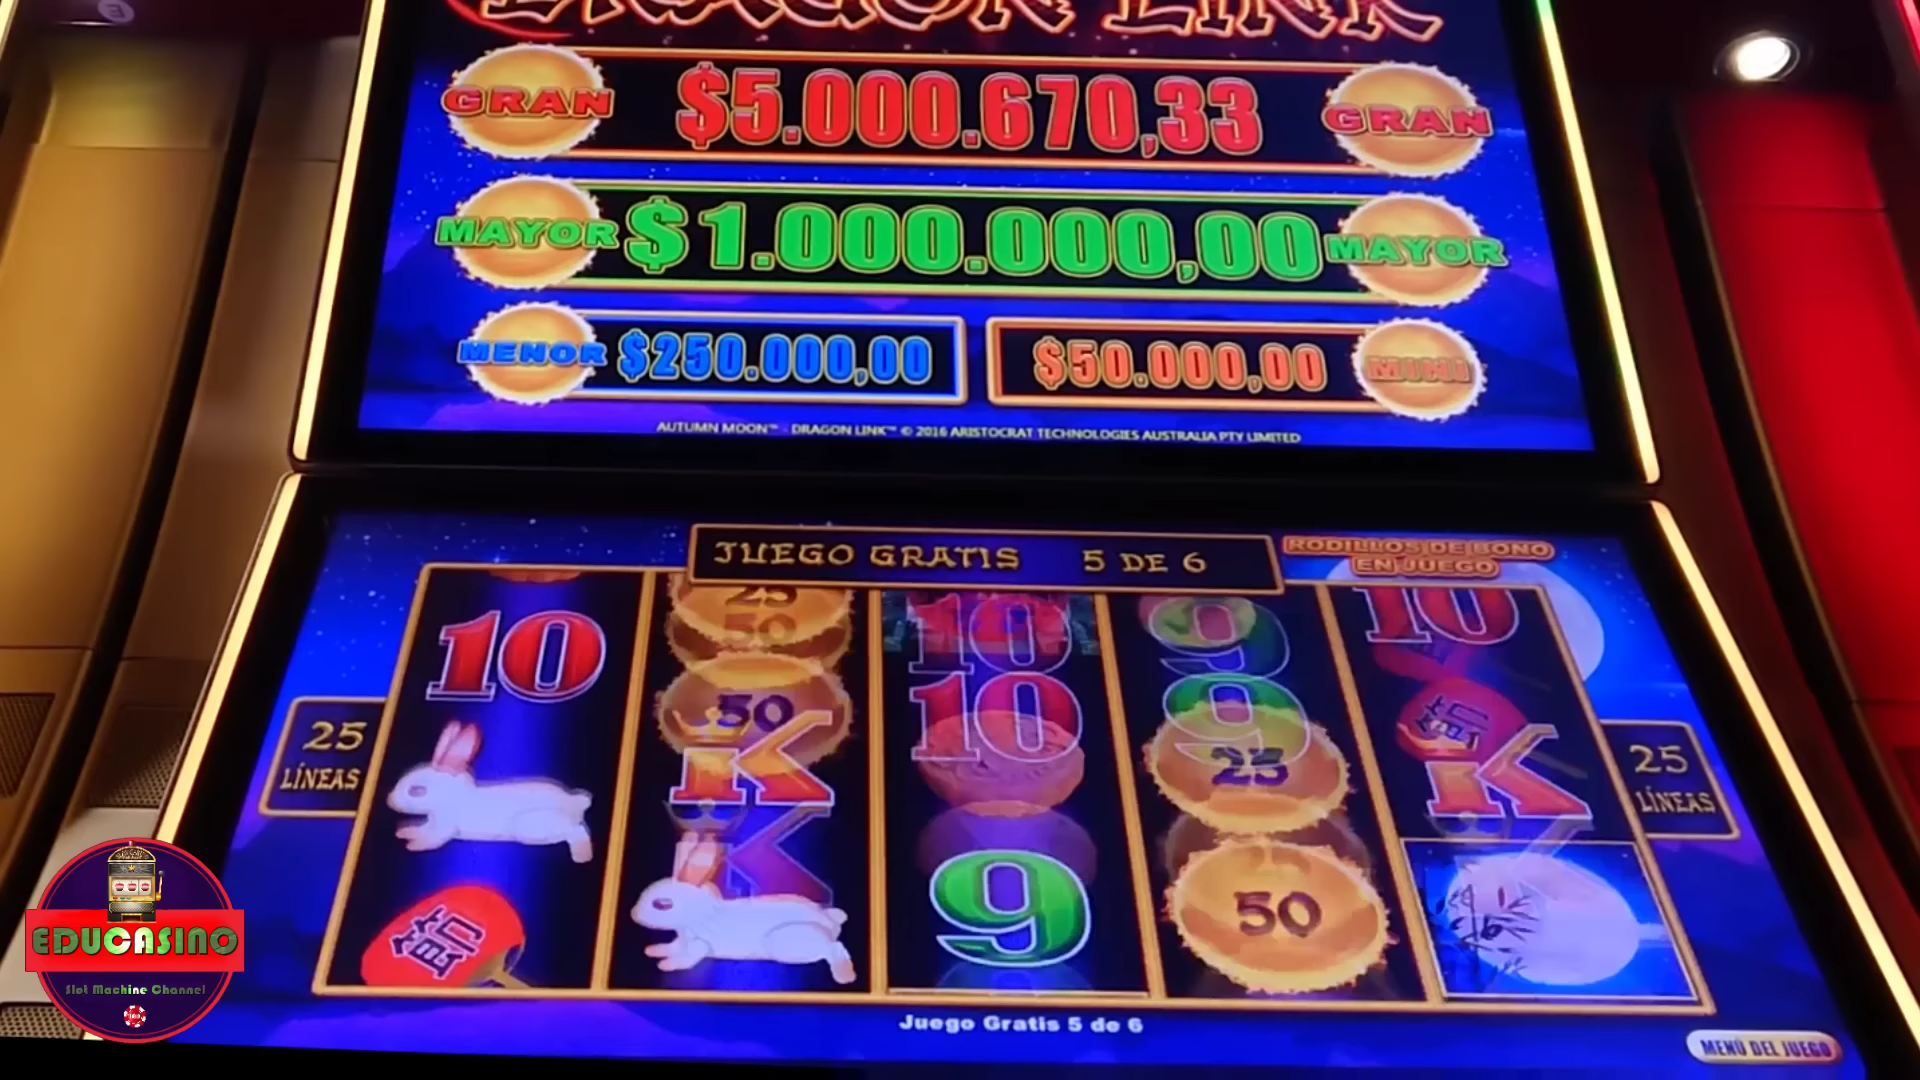 DRAGON LINK
GRAN $5.000.670,33 GRAN
MAYOR $1.000.000,00 MAYOR
MENOR $250.000,00 $50.000,00 MINI
AUTUMN MOON™ - DRAGON LINK™ © 2016 ARISTOCRAT TECHNOLOGIES AUSTRALIA PTY LIMITED
JUEGO GRATIS 5 DE 6
RODILLOS DE BONO
EN JUEGO
10 25 10 9 10
50
50 10 9
25 K 25 K 25
LÍNEAS LÍNEAS
K
9 50
EDUCASINO
Slot Machine Channel
Juego Gratis 5 de 6
MENÚ DEL JUEGO